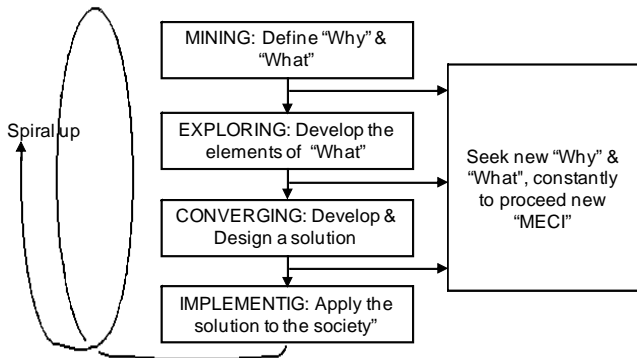 MINING: Define “Why” &
“What”
Spiral up
EXPLORING: Develop the
elements of “What”
Seek new “Why” &
“What”, constantly
to proceed new
“MECI”
CONVERGING: Develop &
Design a solution
IMPLEMENTIG: Apply the
solution to the society”